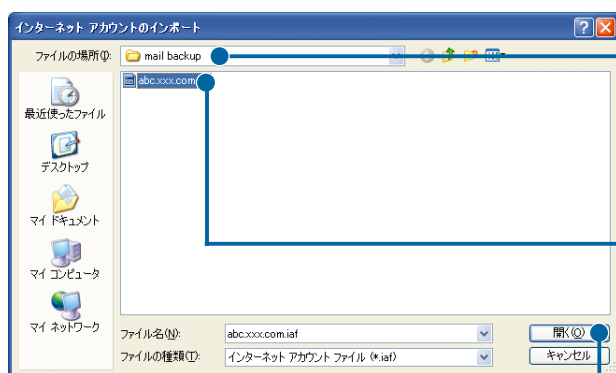 インターネット アカウントのインポート
ファイルの場所(I):
mail backup
abc.xxx.com
最近使ったファイル
デスクトップ
マイ ドキュメント
マイ コンピュータ
マイ ネットワーク
ファイル名(N):
abc.xxx.com.iaf
開く(O)
ファイルの種類(T):
インターネット アカウント ファイル (*.iaf)
キャンセル